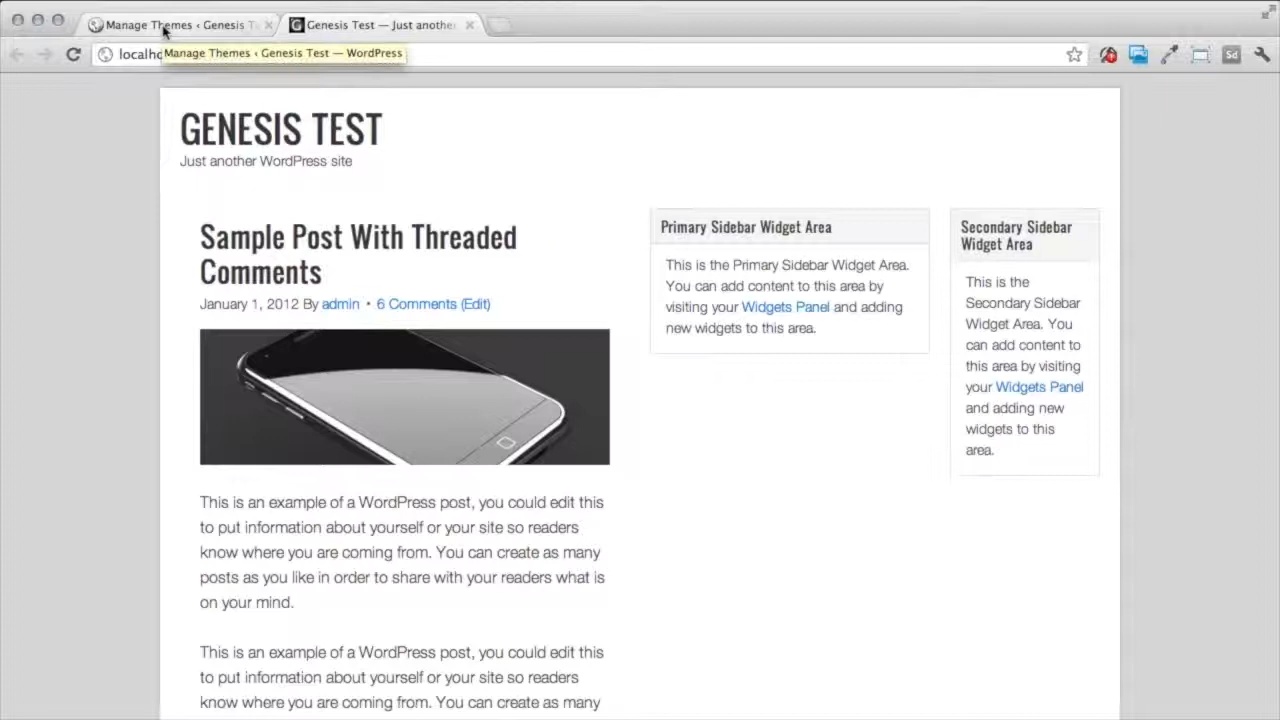 Manage Themes ‹ Genesis T
Genesis Test — Just anothe
localho
Manage Themes ‹ Genesis Test — WordPress
Sd
GENESIS TEST
Just another WordPress site
Sample Post With Threaded
Comments
January 1, 2012 By admin • 6 Comments (Edit)
This is an example of a WordPress post, you could edit this
to put information about yourself or your site so readers
know where you are coming from. You can create as many
posts as you like in order to share with your readers what is
on your mind.
This is an example of a WordPress post, you could edit this
to put information about yourself or your site so readers
know where you are coming from. You can create as many
Primary Sidebar Widget Area
This is the Primary Sidebar Widget Area.
You can add content to this area by
visiting your Widgets Panel and adding
new widgets to this area.
Secondary Sidebar
Widget Area
This is the
Secondary Sidebar
Widget Area. You
can add content to
this area by visiting
your Widgets Panel
and adding new
widgets to this
area.